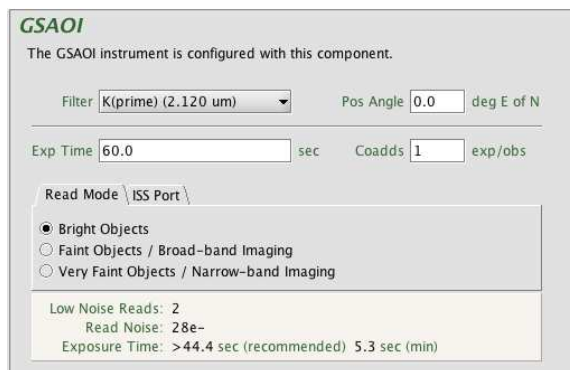 GSAOI
The GSAOI instrument is configured with this component.
Filter K(prime) (2.120 um) Pos Angle 0.0 deg E of N
Exp Time 60.0 sec Coadds 1 exp/obs
Read Mode ISS Port
Bright Objects
Faint Objects / Broad-band Imaging
Very Faint Objects / Narrow-band Imaging
Low Noise Reads: 2
Read Noise: 28e-
Exposure Time: >44.4 sec (recommended) 5.3 sec (min)